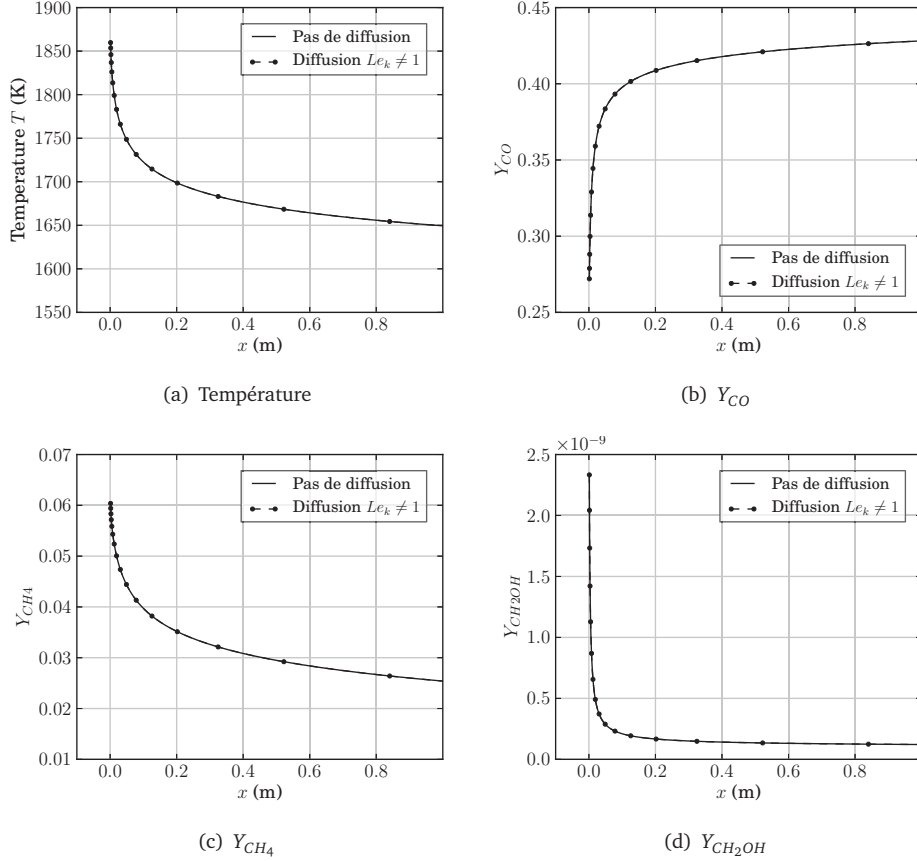 1900
1850
1800
1750
1700
1650
1600
1550
Temperature T (K)
Pas de diffusion
Diffusion Le_k ≠ 1
0.0 0.2 0.4 0.6 0.8
x (m)
(a) Température
0.40
0.35
0.30
0.25
Y_CO
Pas de diffusion
Diffusion Le_k ≠ 1
0.0 0.2 0.4 0.6 0.8
x (m)
(b) Y_CO
0.07
0.06
0.05
0.04
0.03
0.02
0.01
Y_CH4
Pas de diffusion
Diffusion Le_k ≠ 1
0.0 0.2 0.4 0.6 0.8
x (m)
(c) Y_CH4
2.5 ×10⁻⁹
2.0
1.5
1.0
0.5
0.0
Y_CH2OH
Pas de diffusion
Diffusion Le_k ≠ 1
0.0 0.2 0.4 0.6 0.8
x (m)
(d) Y_CH2OH